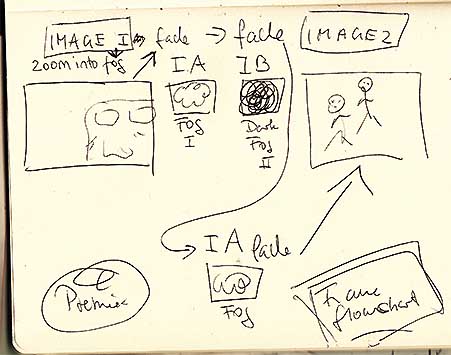 IMAGE I → fade → fade
IMAGE 2
ZOOM into fog
IA
IB
FOG
I
Dark
FOG
II
IA fade
FOG
Premise
Frame
flowchart